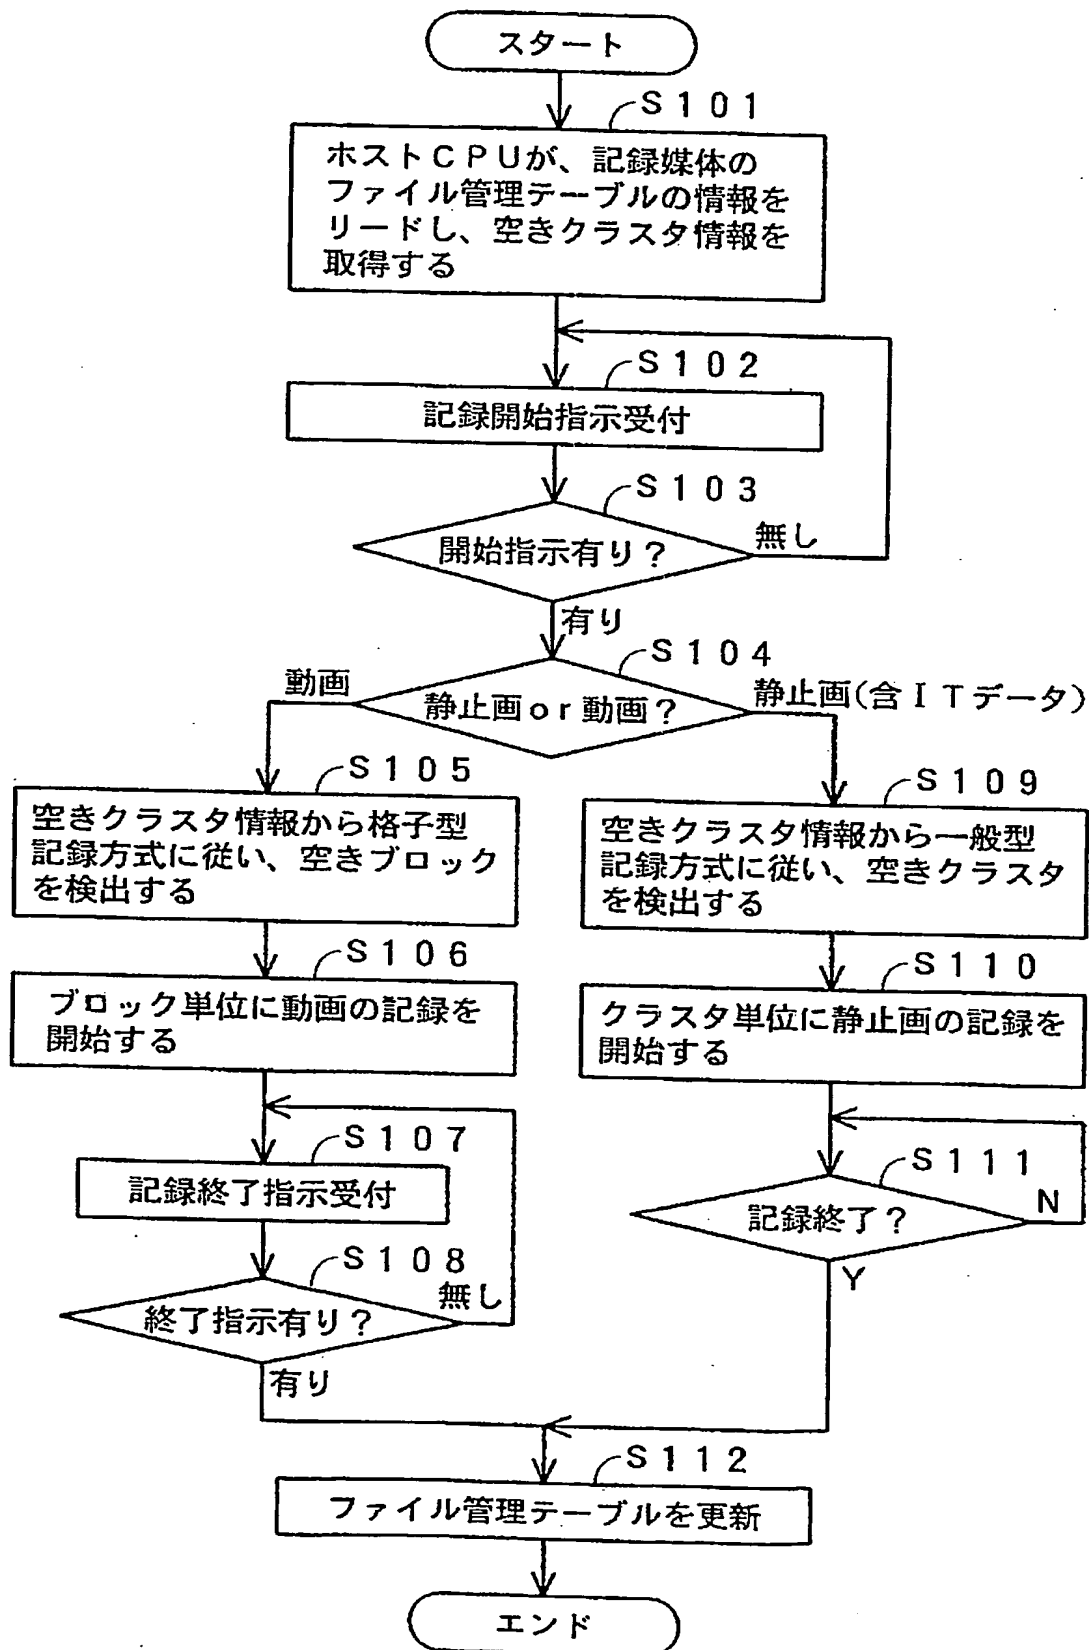 スタート
S101
ホストCPUが、記録媒体の
ファイル管理テーブルの情報を
リードし、空きクラスタ情報を
取得する
S102
記録開始指示受付
S103
開始指示有り?
無し
有り
S104
静止画or動画?
動画
静止画(含ITデータ)
S105
空きクラスタ情報から格子型
記録方式に従い、空きブロック
を検出する
S106
ブロック単位に動画の記録を
開始する
S107
記録終了指示受付
S108
終了指示有り?
無し
有り
S109
空きクラスタ情報から一般型
記録方式に従い、空きクラスタ
を検出する
S110
クラスタ単位に静止画の記録を
開始する
S111
記録終了?
N
Y
S112
ファイル管理テーブルを更新
エンド